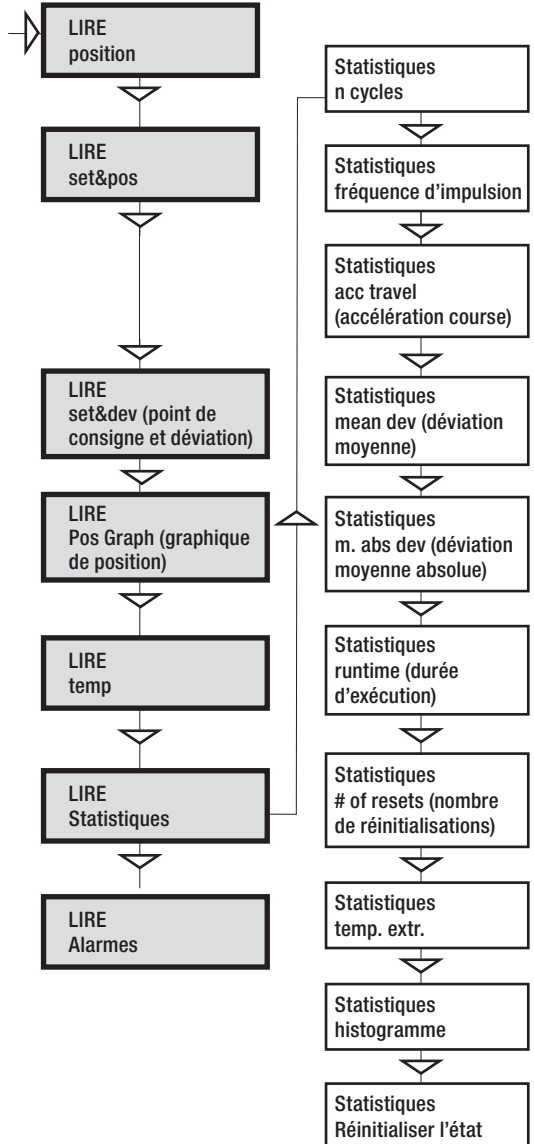 LIRE
position
LIRE
set&pos
LIRE
set&dev (point de
consigne et déviation)
LIRE
Pos Graph (graphique
de position)
LIRE
temp
LIRE
Statistiques
LIRE
Alarmes
Statistiques
n cycles
Statistiques
fréquence d’impulsion
Statistiques
acc travel
(accélération course)
Statistiques
mean dev (déviation
moyenne)
Statistiques
m. abs dev (déviation
moyenne absolue)
Statistiques
runtime (durée
d’exécution)
Statistiques
# of resets (nombre
de réinitialisations)
Statistiques
temp. extr.
Statistiques
histogramme
Statistiques
Réinitialiser l’état